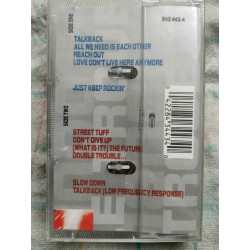 SIDE ONE
TALKBACK
ALL WE NEED IS EACH OTHER
REACH OUT
LOVE DON'T LIVE HERE ANYMORE
JUST KEEP ROCKIN'
SIDE TWO
STREET TUFF
DON'T GIVE UP
(WHAT IS IT) THE FUTURE
DOUBLE TROUBLE...
SLOW DOWN
TALKBACK (LOW FREQUENCY RESPONSE)
843 443-4